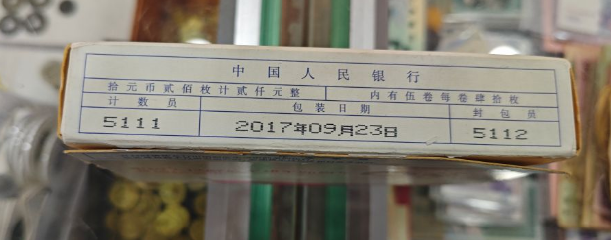 中国人民银行
拾元币贰佰枚计贰仟元整 内有伍卷每卷肆拾枚
计数员 包装日期 封包员
5111 2017年09月23日 5112